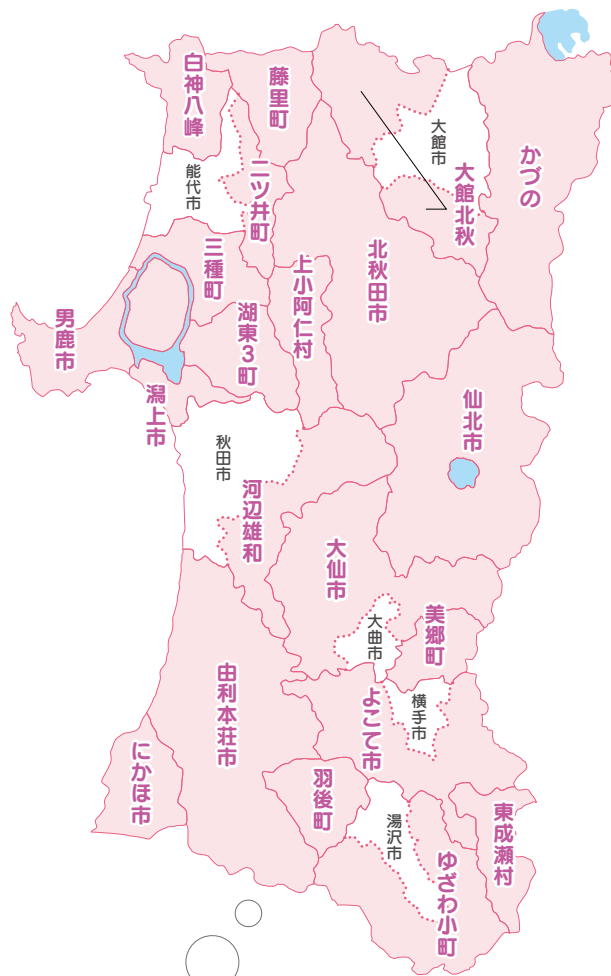 白神八峰
藤里町
大館市
かづの
能代市
二ツ井町
大館北秋
三種町
北秋田市
上小阿仁村
男鹿市
湖東3町
潟上市
仙北市
秋田市
河辺雄和
大仙市
大曲市
美郷町
由利本荘市
よこて市
横手市
にかほ市
羽後町
湯沢市
東成瀬村
ゆざわ小町